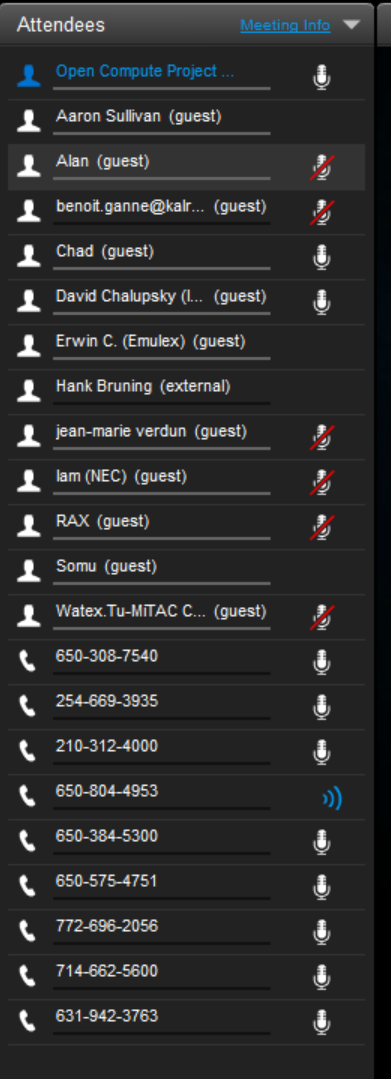 Attendees Meeting Info
Open Compute Project ...
Aaron Sullivan (guest)
Alan (guest)
benoit.ganne@kalr... (guest)
Chad (guest)
David Chalupsky (I... (guest)
Erwin C. (Emulex) (guest)
Hank Bruning (external)
jean-marie verdun (guest)
lam (NEC) (guest)
RAX (guest)
Somu (guest)
Watex.Tu-MiTAC C... (guest)
650-308-7540
254-669-3935
210-312-4000
650-804-4953
650-384-5300
650-575-4751
772-696-2056
714-662-5600
631-942-3763